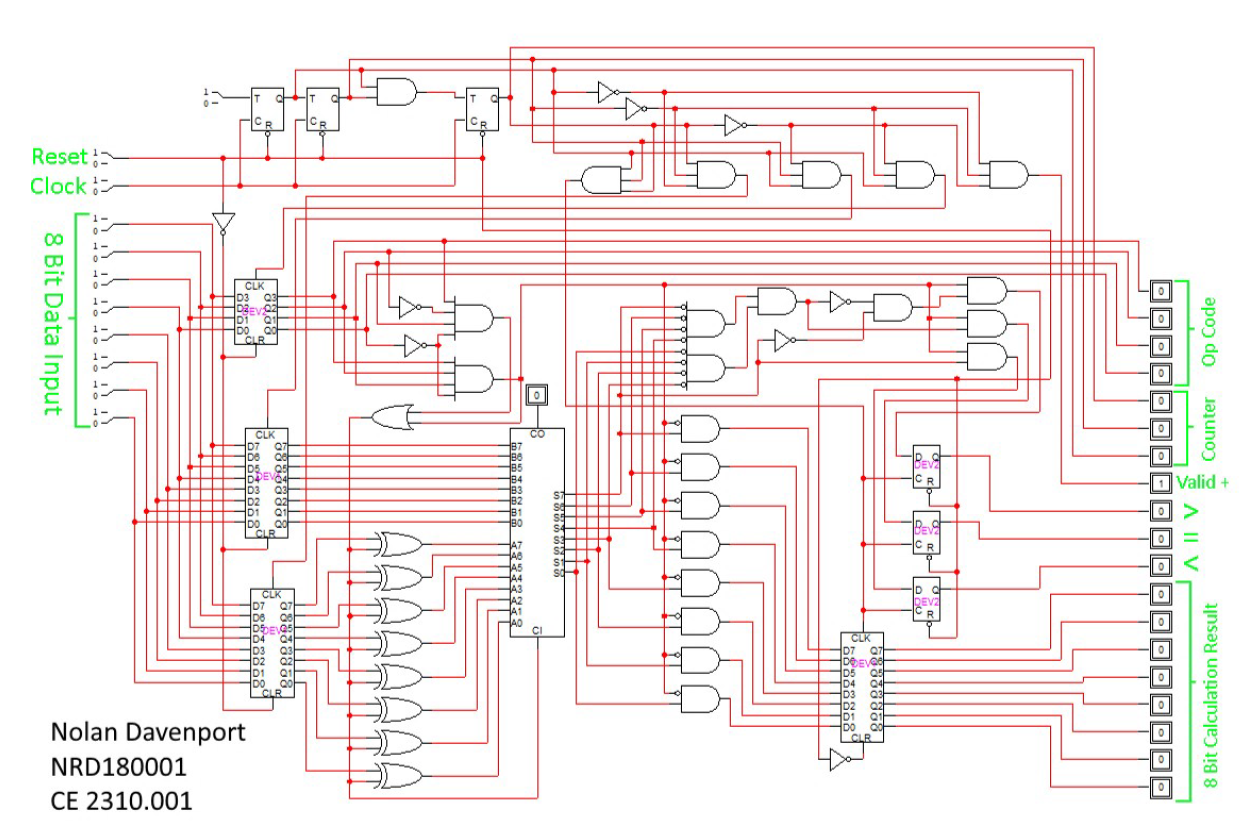 1
0
T Q
C R
T Q
C R
T Q
C R
Reset 1
0
Clock 1
0
8 Bit Data Input
1
0
1
0
1
0
1
0
1
0
1
0
1
0
1
0
CLK
D3 Q3
D2 Q2
D1 Q1
D0 Q0
DEV2
CLR
CLK
D7 Q7
D6 Q6
D5 Q5
D4 Q4
D3 Q3
D2 Q2
D1 Q1
D0 Q0
CLR
CLK
D7 Q7
D6 Q6
D5 Q5
D4 Q4
D3 Q3
D2 Q2
D1 Q1
D0 Q0
CLR
0
CO
B7
B6
B5
B4
B3
B2
B1
B0
A7
A6
A5
A4
A3
A2
A1
A0
CI
S7
S6
S5
S4
S3
S2
S1
S0
D Q
DEV2
C R
D Q
DEV2
C R
D Q
DEV2
C R
CLK
D7 Q7
D6 Q6
D5 Q5
D4 Q4
D3 Q3
D2 Q2
D1 Q1
D0 Q0
CLR
0
0
0
0
Op Code
0
0
0
Counter
1 Valid +
0 >
0 =
0 <
0
0
0
0
0
0
0
0
8 Bit Calculation Result
Nolan Davenport
NRD180001
CE 2310.001